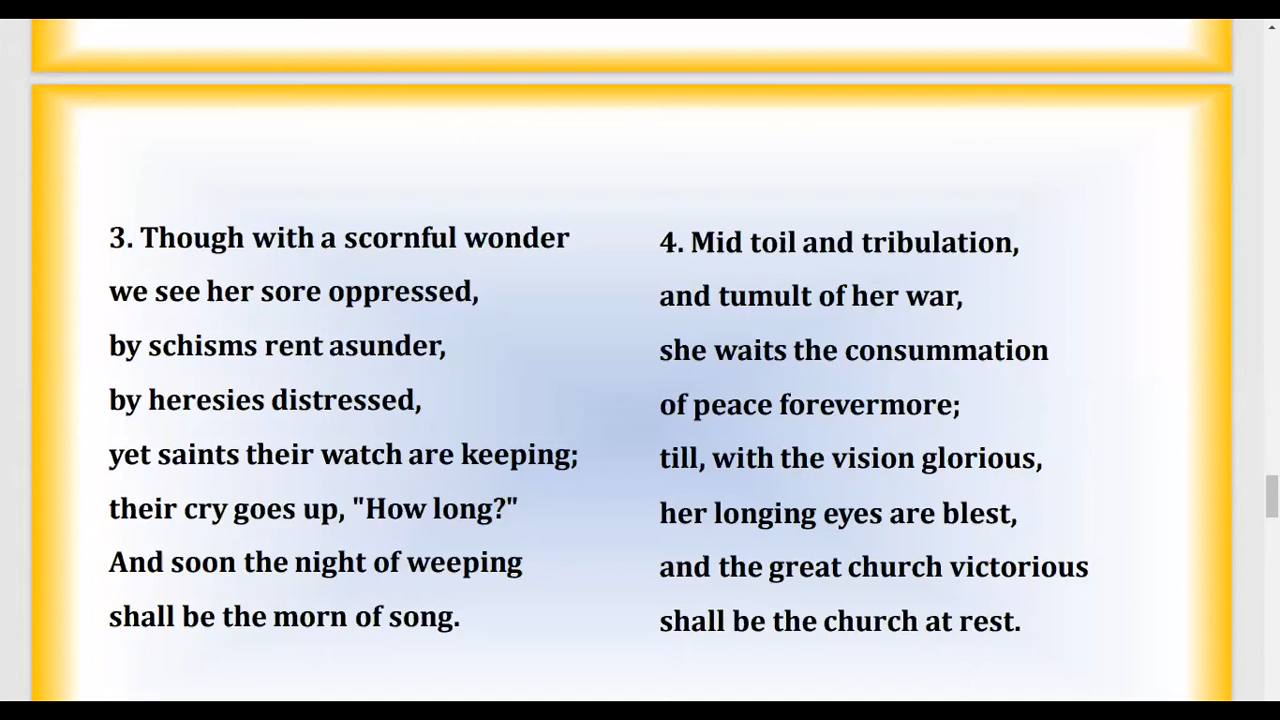 3. Though with a scornful wonder
we see her sore oppressed,
by schisms rent asunder,
by heresies distressed,
yet saints their watch are keeping;
their cry goes up, "How long?"
And soon the night of weeping
shall be the morn of song.
4. Mid toil and tribulation,
and tumult of her war,
she waits the consummation
of peace forevermore;
till, with the vision glorious,
her longing eyes are blest,
and the great church victorious
shall be the church at rest.